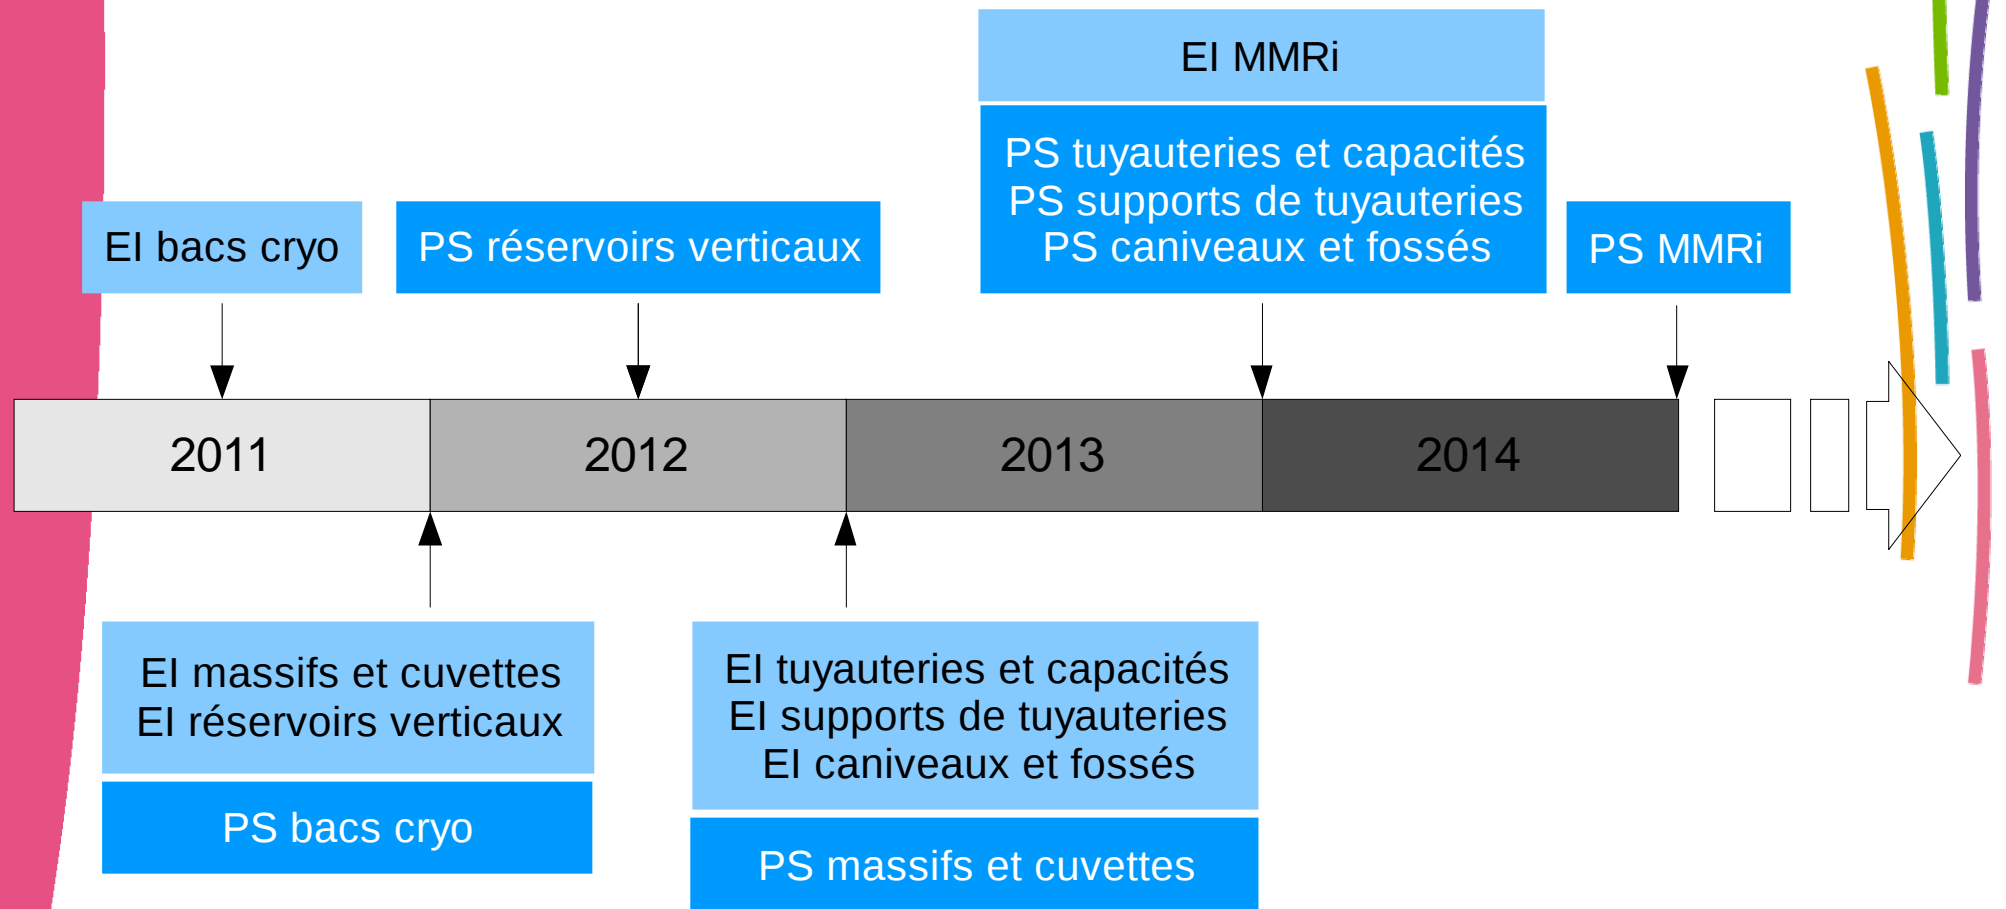 EI MMRi
PS tuyauteries et capacités
PS supports de tuyauteries
PS caniveaux et fossés
EI bacs cryo
PS réservoirs verticaux
PS MMRi
2011
2012
2013
2014
EI massifs et cuvettes
EI réservoirs verticaux
PS bacs cryo
EI tuyauteries et capacités
EI supports de tuyauteries
EI caniveaux et fossés
PS massifs et cuvettes